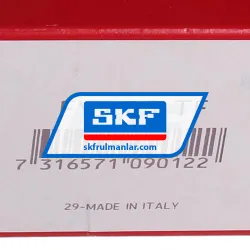 SKF
skfrulmanlar.com
7 316571 090122
29-MADE IN ITALY